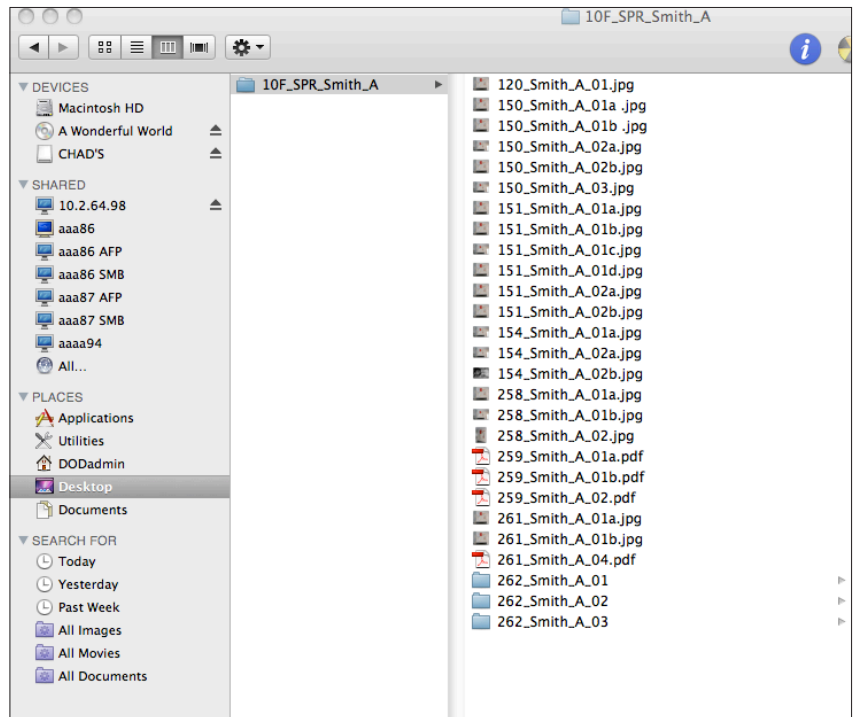 10F_SPR_Smith_A
DEVICES
Macintosh HD
A Wonderful World
CHAD'S
SHARED
10.2.64.98
aaa86
aaa86 AFP
aaa86 SMB
aaa87 AFP
aaa87 SMB
aaaa94
All...
PLACES
Applications
Utilities
DODadmin
Desktop
Documents
SEARCH FOR
Today
Yesterday
Past Week
All Images
All Movies
All Documents
10F_SPR_Smith_A
120_Smith_A_01.jpg
150_Smith_A_01a .jpg
150_Smith_A_01b .jpg
150_Smith_A_02a.jpg
150_Smith_A_02b.jpg
150_Smith_A_03.jpg
151_Smith_A_01a.jpg
151_Smith_A_01b.jpg
151_Smith_A_01c.jpg
151_Smith_A_01d.jpg
151_Smith_A_02a.jpg
151_Smith_A_02b.jpg
154_Smith_A_01a.jpg
154_Smith_A_02a.jpg
154_Smith_A_02b.jpg
258_Smith_A_01a.jpg
258_Smith_A_01b.jpg
258_Smith_A_02.jpg
259_Smith_A_01a.pdf
259_Smith_A_01b.pdf
259_Smith_A_02.pdf
261_Smith_A_01a.jpg
261_Smith_A_01b.jpg
261_Smith_A_04.pdf
262_Smith_A_01
262_Smith_A_02
262_Smith_A_03